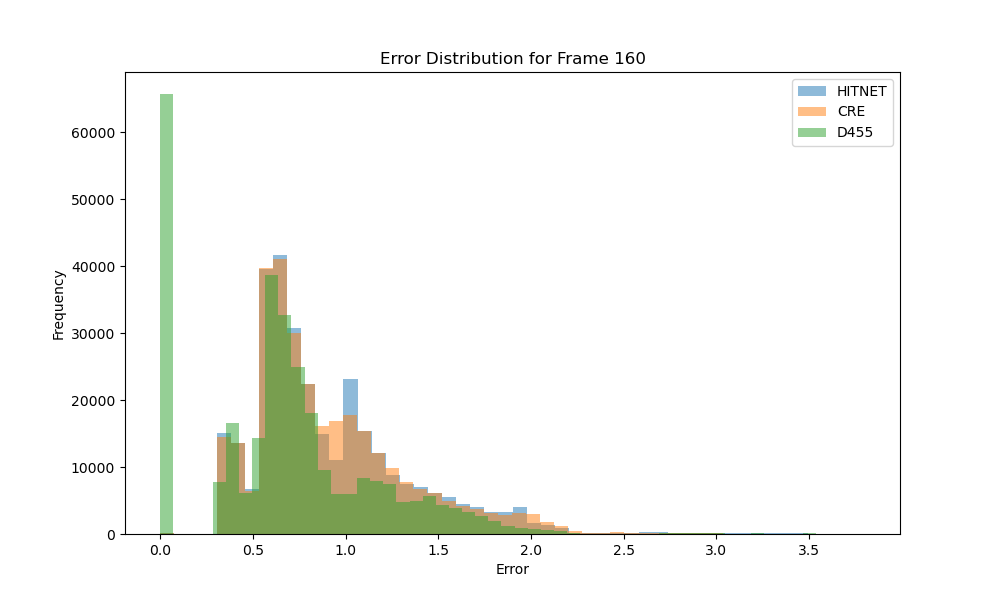 Error Distribution for Frame 160
HITNET
CRE
D455
Frequency
60000
50000
40000
30000
20000
10000
0
0.0 0.5 1.0 1.5 2.0 2.5 3.0 3.5
Error